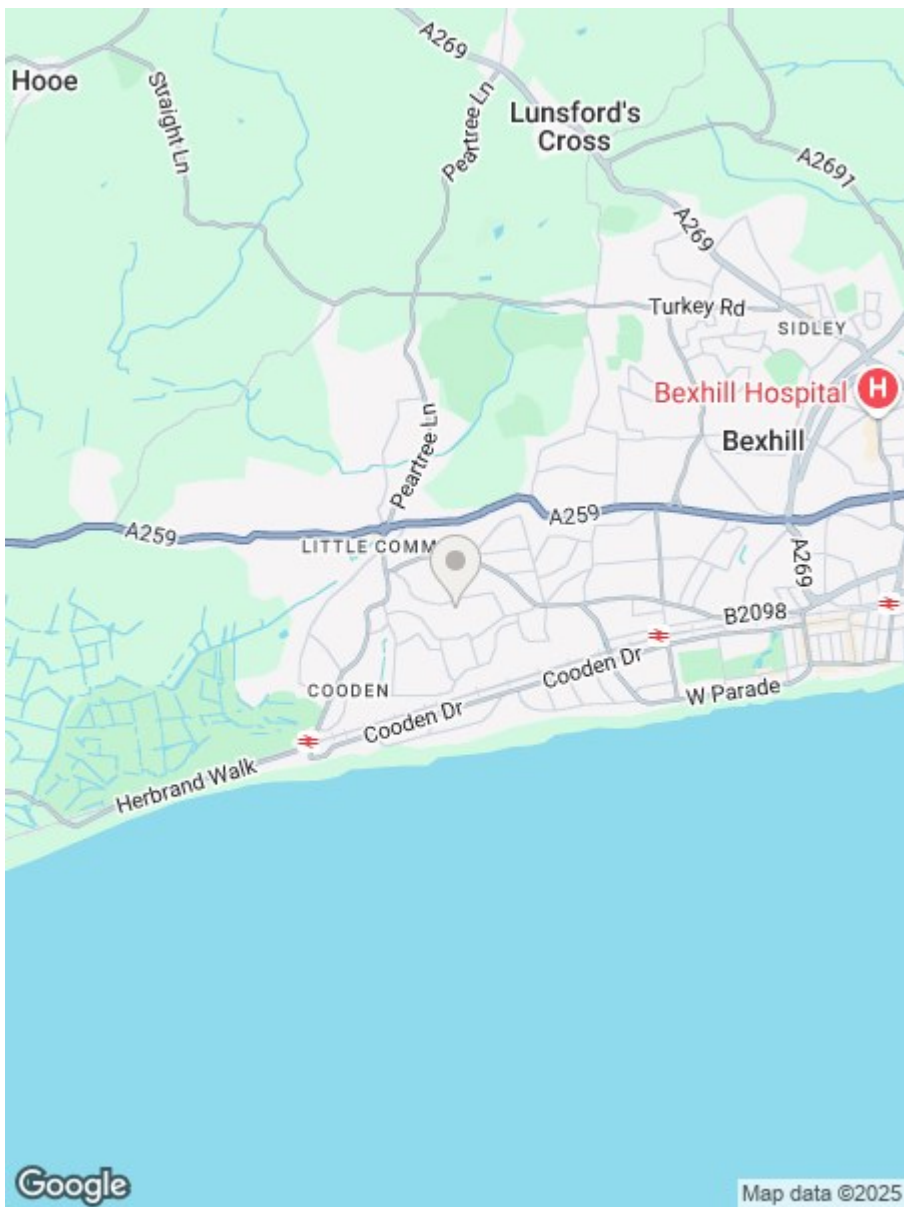 A269
Hooe
Straight Ln
Peartree Ln
Lunsford's
Cross
A2691
A269
Turkey Rd
SIDLEY
Bexhill Hospital
H
Bexhill
Peartree Ln
A259
A259
LITTLE COMM
A269
B2098
Cooden Dr
W Parade
COODEN
Cooden Dr
Herbrand Walk
Google
Map data ©2025